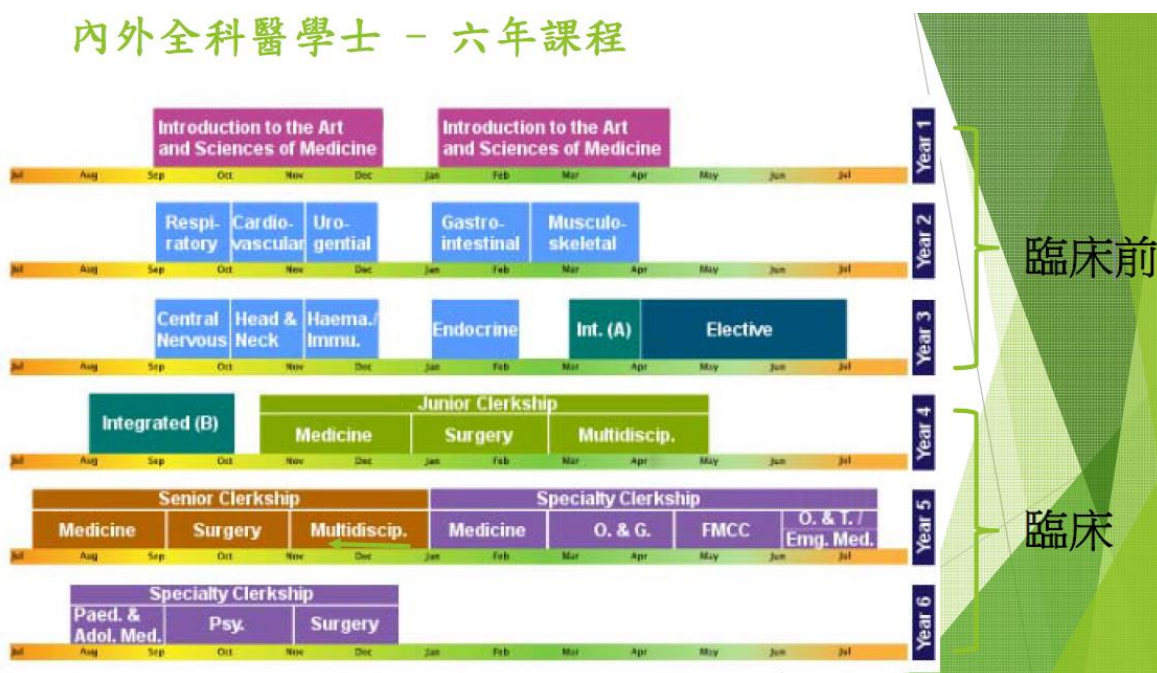 內外全科醫學士 – 六年課程
Introduction to the Art
and Sciences of Medicine
Introduction to the Art
and Sciences of Medicine
Jul Aug Sep Oct Nov Dec Jan Feb Mar Apr May Jun Jul
Year 1
Respi-
ratory
Cardio-
vascular
Uro-
gential
Gastro-
intestinal
Musculo-
skeletal
Jul Aug Sep Oct Nov Dec Jan Feb Mar Apr May Jun Jul
Year 2
臨床前
Central
Nervous
Head &
Neck
Haema./
Immu.
Endocrine
Int. (A)
Elective
Jul Aug Sep Oct Nov Dec Jan Feb Mar Apr May Jun Jul
Year 3
Integrated (B)
Junior Clerkship
Medicine
Surgery
Multidiscip.
Jul Aug Sep Oct Nov Dec Jan Feb Mar Apr May Jun Jul
Year 4
Senior Clerkship
Medicine
Surgery
Multidiscip.
Specialty Clerkship
Medicine
O. & G.
FMCC
O. & T. /
Emg. Med.
Jul Aug Sep Oct Nov Dec Jan Feb Mar Apr May Jun Jul
Year 5
臨床
Specialty Clerkship
Paed. &
Adol. Med.
Psy.
Surgery
Jul Aug Sep Oct Nov Dec Jan Feb Mar Apr May Jun Jul
Year 6